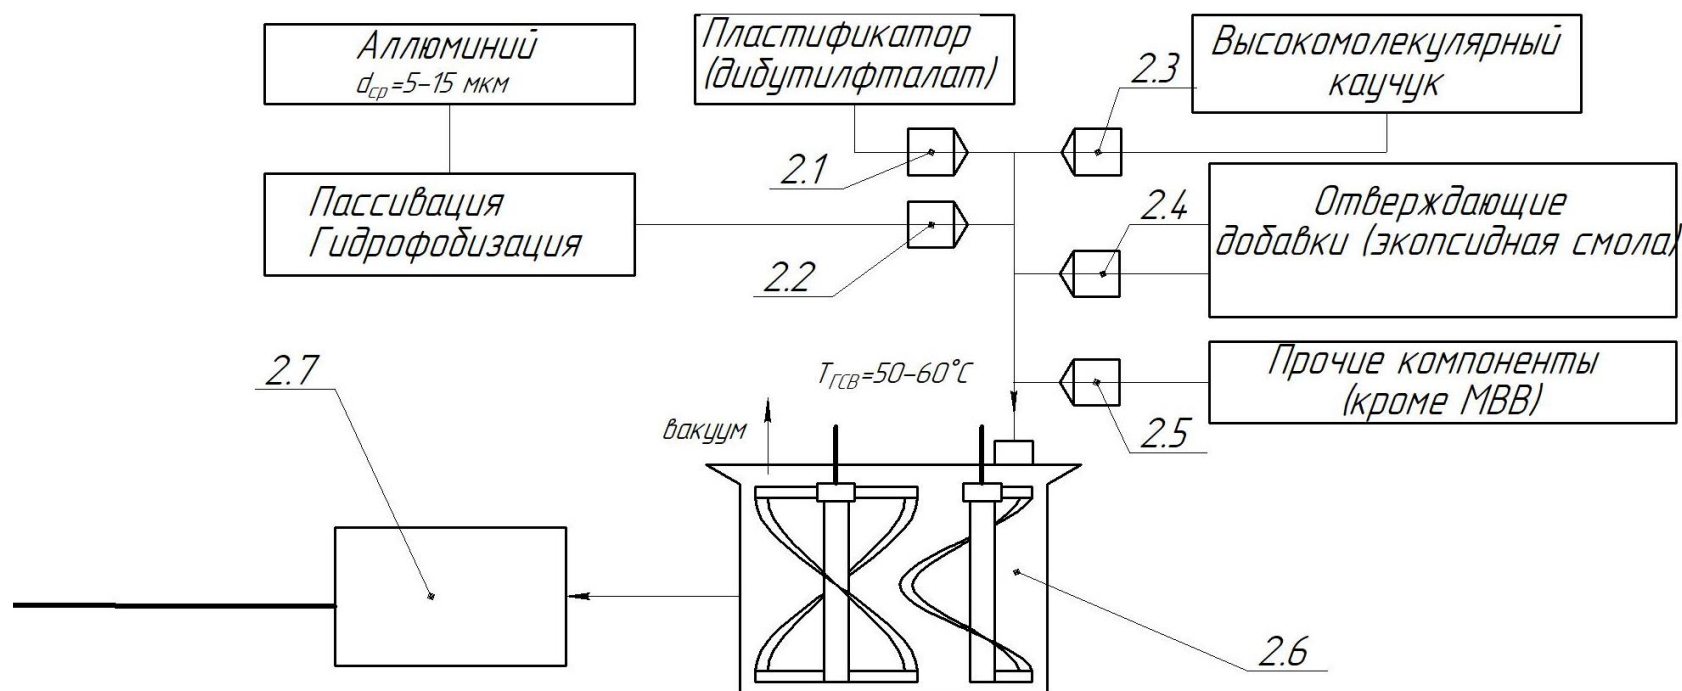 Аллюминий
dср=5-15 мкм
Пластификатор
(дибутилфталат)
2.3
Высокомолекулярный
каучук
2.1
Пассивация
Гидрофобизация
2.2
2.4
Отверждающие
добавки (экопсидная смола)
2.7
TГСВ=50-60°С
Прочие компоненты
(кроме МВВ)
вакуум
2.5
2.6